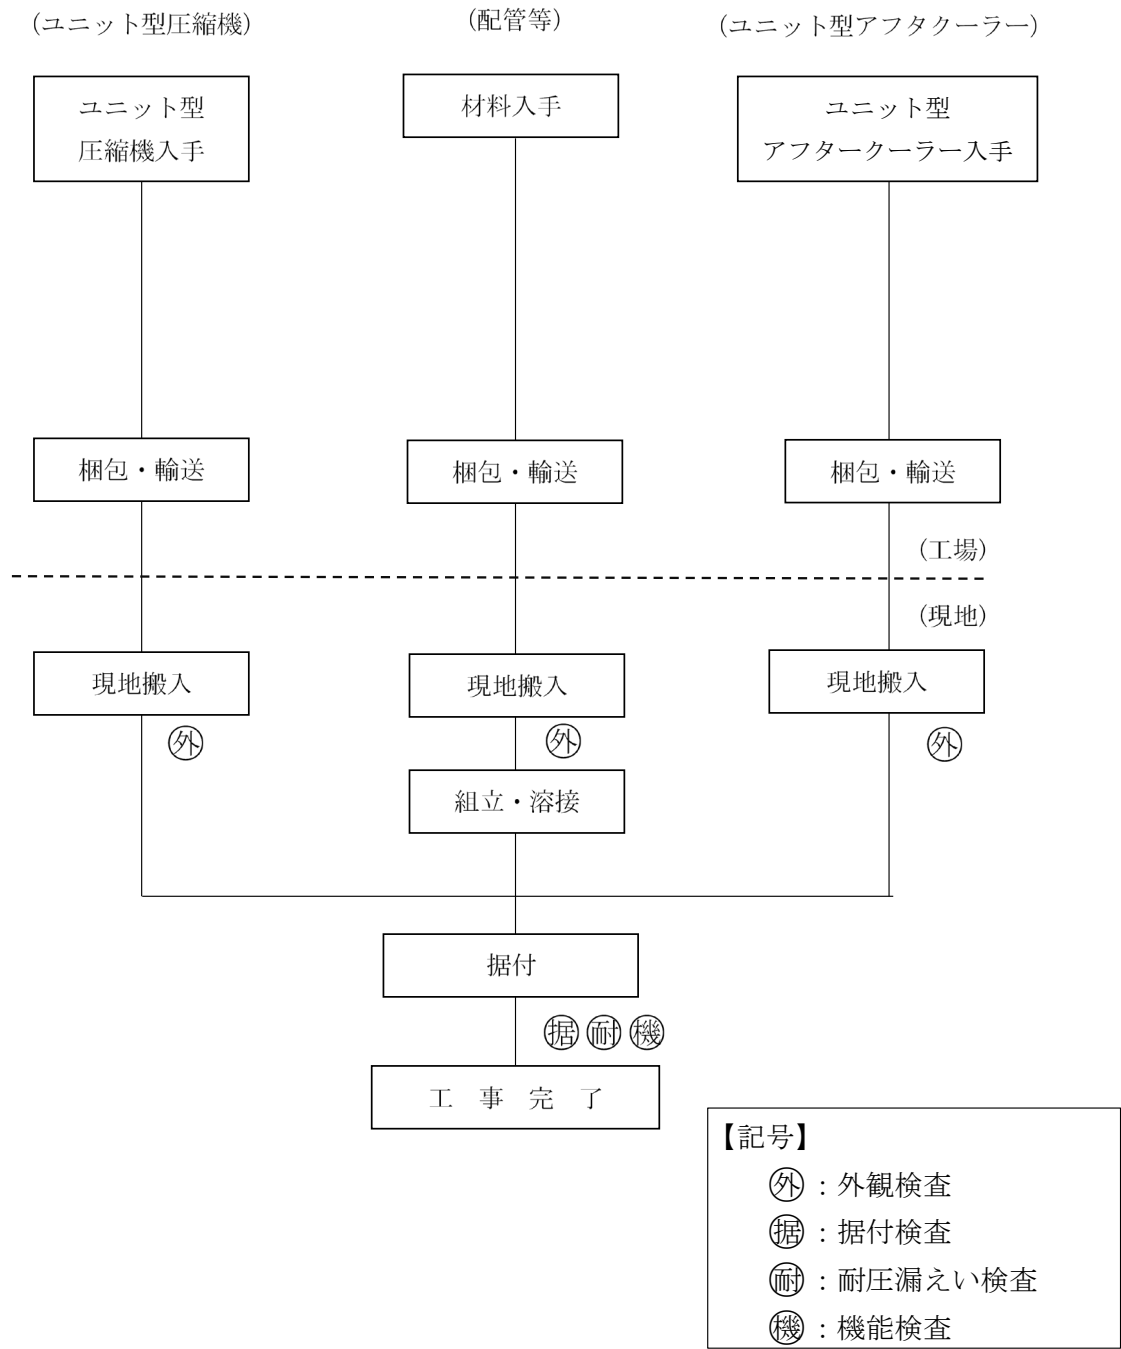 (ユニット型圧縮機)
(配管等)
(ユニット型アフタクーラー)
ユニット型
圧縮機入手
材料入手
ユニット型
アフタークーラー入手
梱包・輸送
梱包・輸送
梱包・輸送
(工場)
(現地)
現地搬入
現地搬入
現地搬入
外
外
外
組立・溶接
据付
据 耐 機
工 事 完 了
【記号】
外：外観検査
据：据付検査
耐：耐圧漏えい検査
機：機能検査